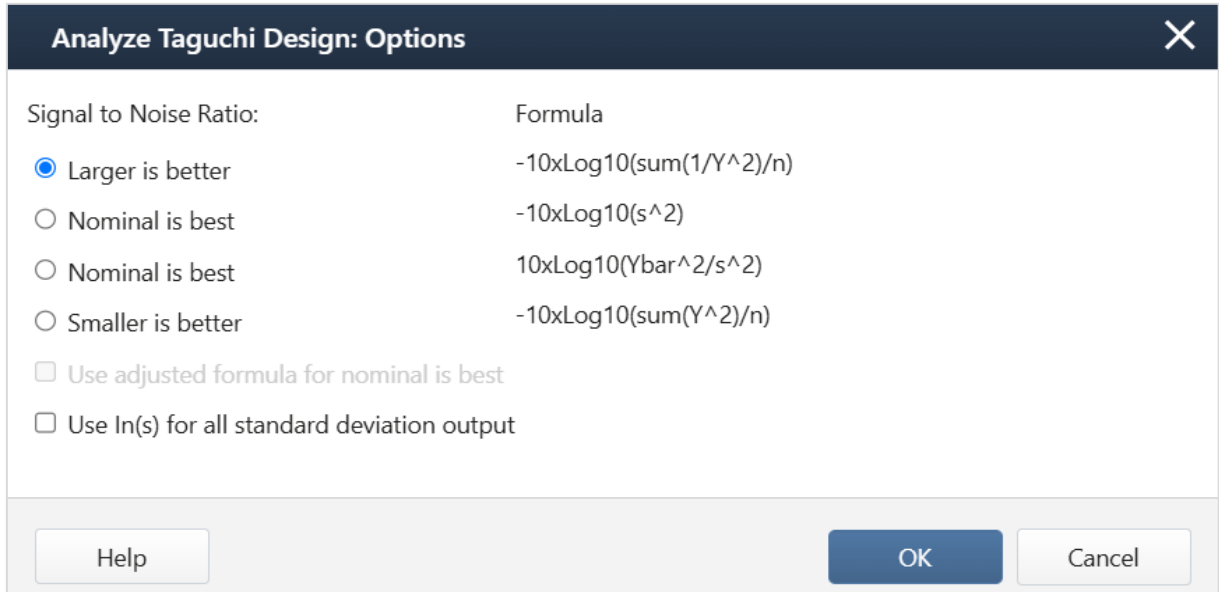 Analyze Taguchi Design: Options
Signal to Noise Ratio: Formula
Larger is better -10xLog10(sum(1/Y^2)/n)
Nominal is best -10xLog10(s^2)
Nominal is best 10xLog10(Ybar^2/s^2)
Smaller is better -10xLog10(sum(Y^2)/n)
Use adjusted formula for nominal is best
Use In(s) for all standard deviation output
Help OK Cancel